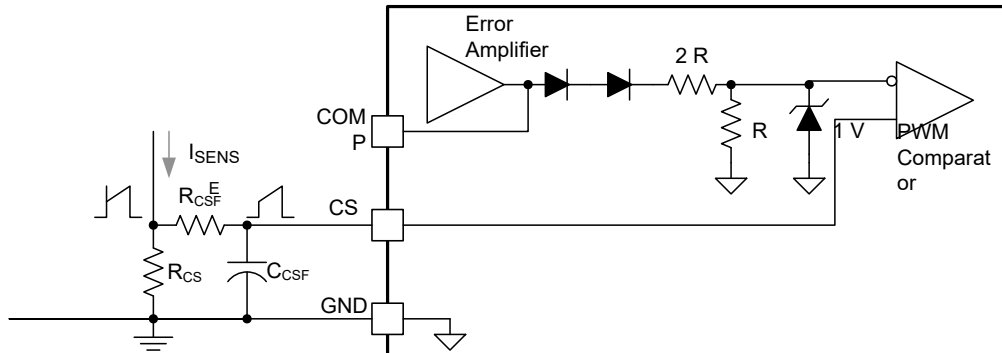 Error
Amplifier
2 R
COM
P
R
1 V
PWM
Comparat
or
ISENS
E
RCSF
CS
RCS
CCSF
GND